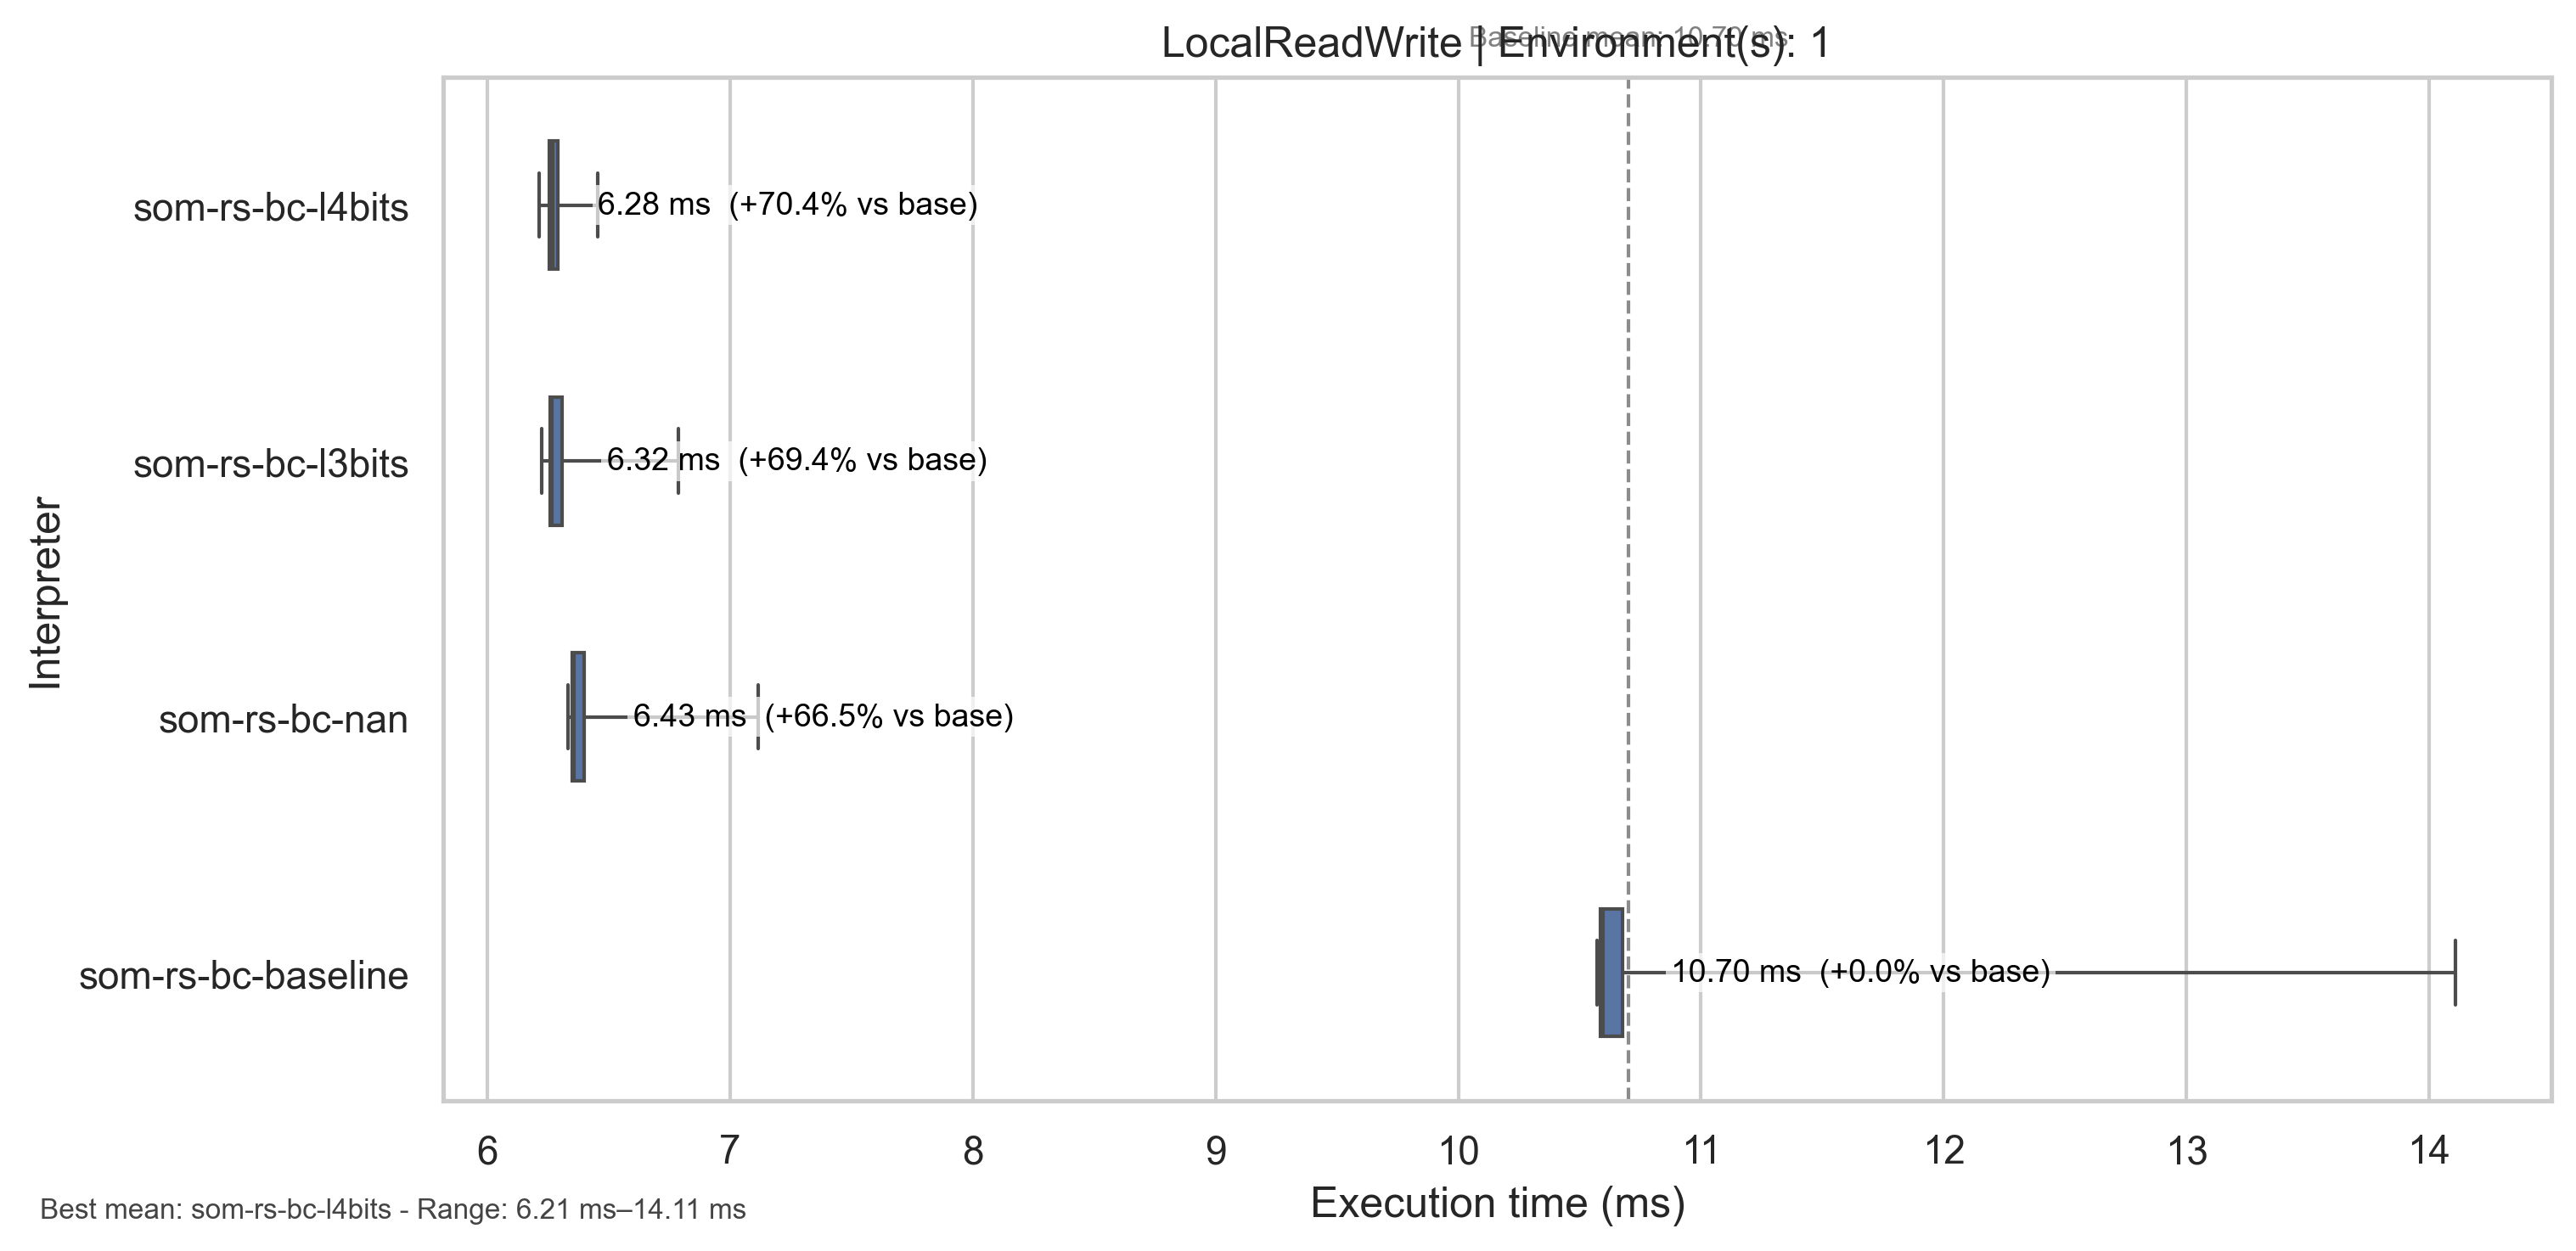 LocalReadWrite | Environment(s): 1
Baseline mean: 10.70 ms
som-rs-bc-l4bits
6.28 ms (+70.4% vs base)
som-rs-bc-l3bits
6.32 ms (+69.4% vs base)
som-rs-bc-nan
6.43 ms (+66.5% vs base)
som-rs-bc-baseline
10.70 ms (+0.0% vs base)
Interpreter
6 7 8 9 10 11 12 13 14
Execution time (ms)
Best mean: som-rs-bc-l4bits - Range: 6.21 ms–14.11 ms